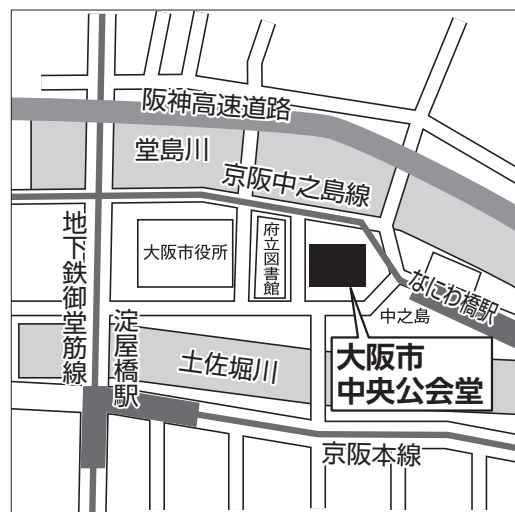 阪神高速道路
堂島川
京阪中之島線
地下鉄御堂筋線
大阪市役所
府立図書館
なにわ橋駅
中之島
淀屋橋駅
土佐堀川
大阪市
中央公会堂
京阪本線